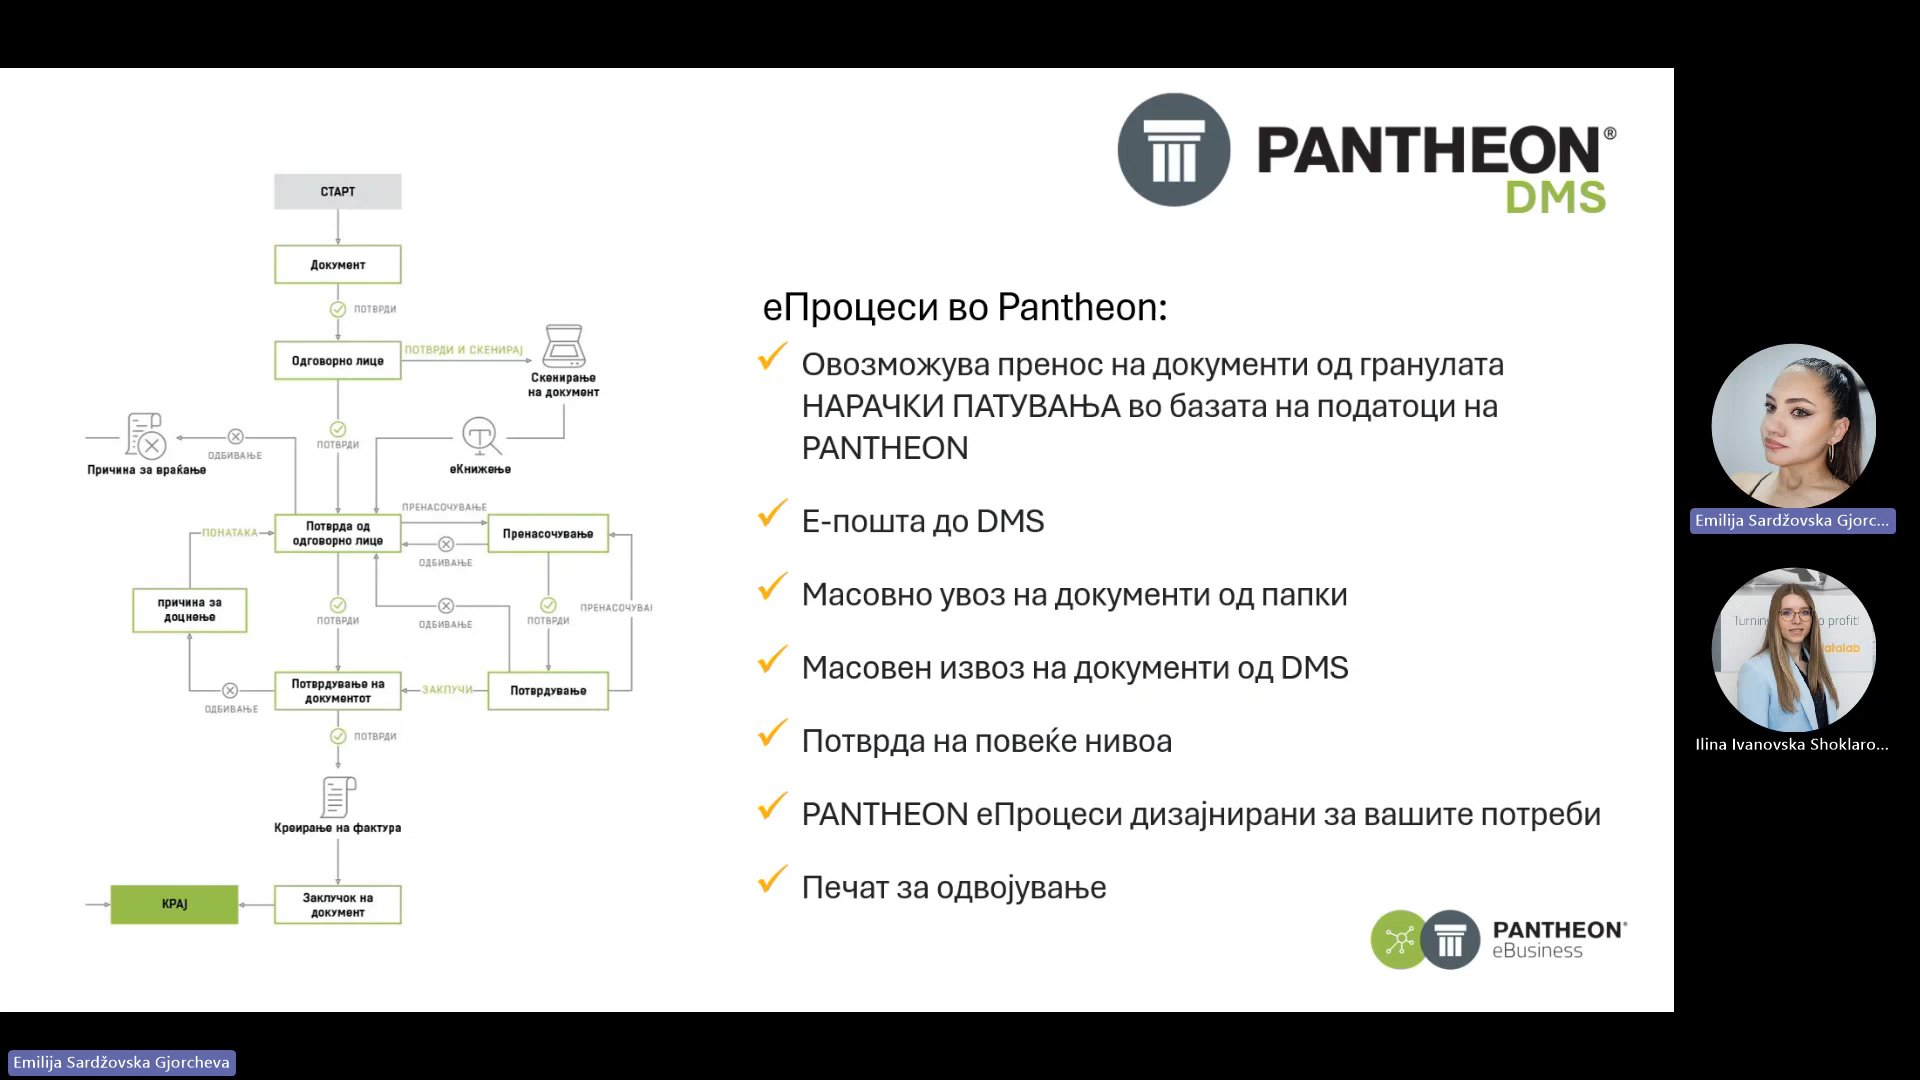 PANTHEON®
DMS
СТАРТ
Документ
ПОТВРДИ
Одговорно лице
ПОТВРДИ И СКЕНИРАЈ
Скенирање
на документ
ПОТВРДИ
ОДБИВАЊЕ
Причина за враќање
еКнижење
ПРЕНАСОЧУВАЊЕ
Потврда од
одговорно лице
Пренасочување
ПОНАТАКА
ОДБИВАЊЕ
причина за
доцнење
ПОТВРДИ
ОДБИВАЊЕ
ПОТВРДИ
ПРЕНАСОЧУВАЊ
Потврдување на
документот
ЗАКЛУЧИ
Потврдување
ОДБИВАЊЕ
ПОТВРДИ
Креирање на фактура
КРАЈ
Заклучок на
документ
еПроцеси во Pantheon:
Овозможува пренос на документи од гранулата
НАРАЧКИ ПАТУВАЊА во базата на податоци на
PANTHEON
Е-пошта до DMS
Масовно увоз на документи од папки
Масовен извоз на документи од DMS
Потврда на повеќе нивоа
PANTHEON еПроцеси дизајнирани за вашите потреби
Печат за одвојување
PANTHEON®
eBusiness
Emilija Sardžovska Gjorc...
Turnin
o profit!
atalab
Ilina Ivanovska Shoklaro...
Emilija Sardžovska Gjorcheva